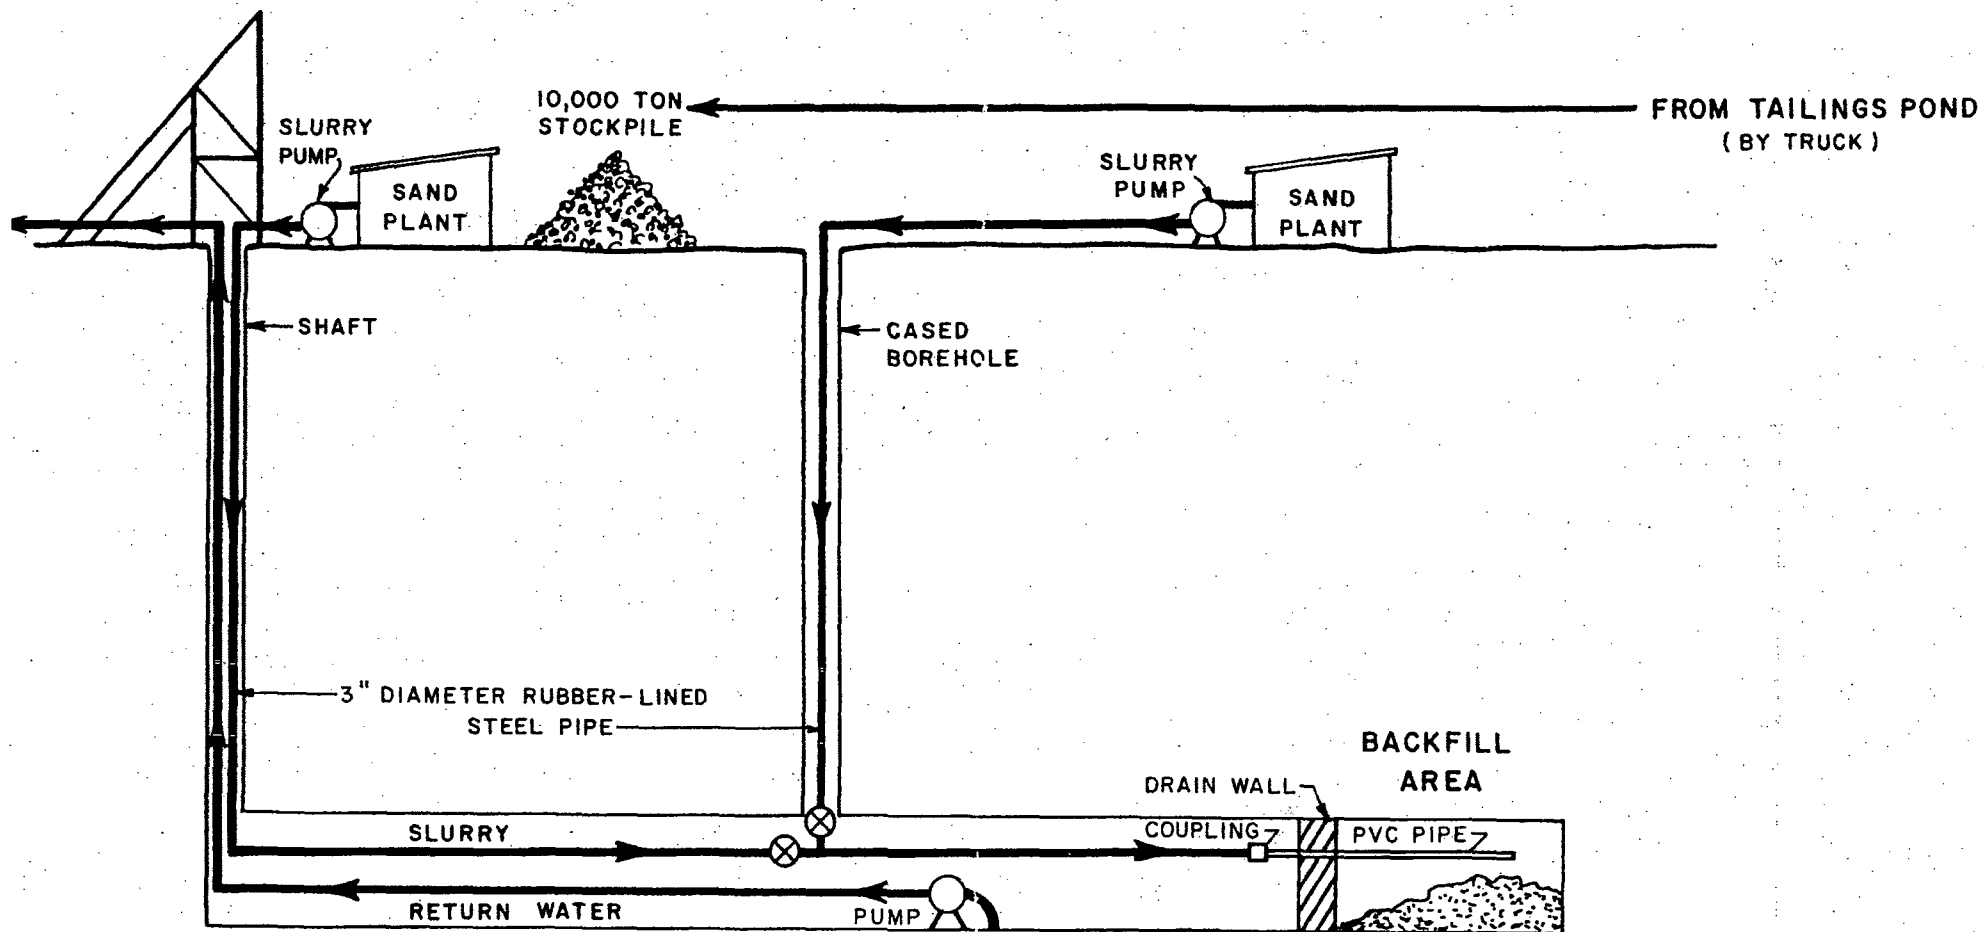 10,000 TON
STOCKPILE
FROM TAILINGS POND
(BY TRUCK)
SLURRY
PUMP
SAND
PLANT
SLURRY
PUMP
SAND
PLANT
SHAFT
CASED
BOREHOLE
3" DIAMETER RUBBER-LINED
STEEL PIPE
BACKFILL
AREA
DRAIN WALL
SLURRY
COUPLING
PVC PIPE
RETURN WATER
PUMP